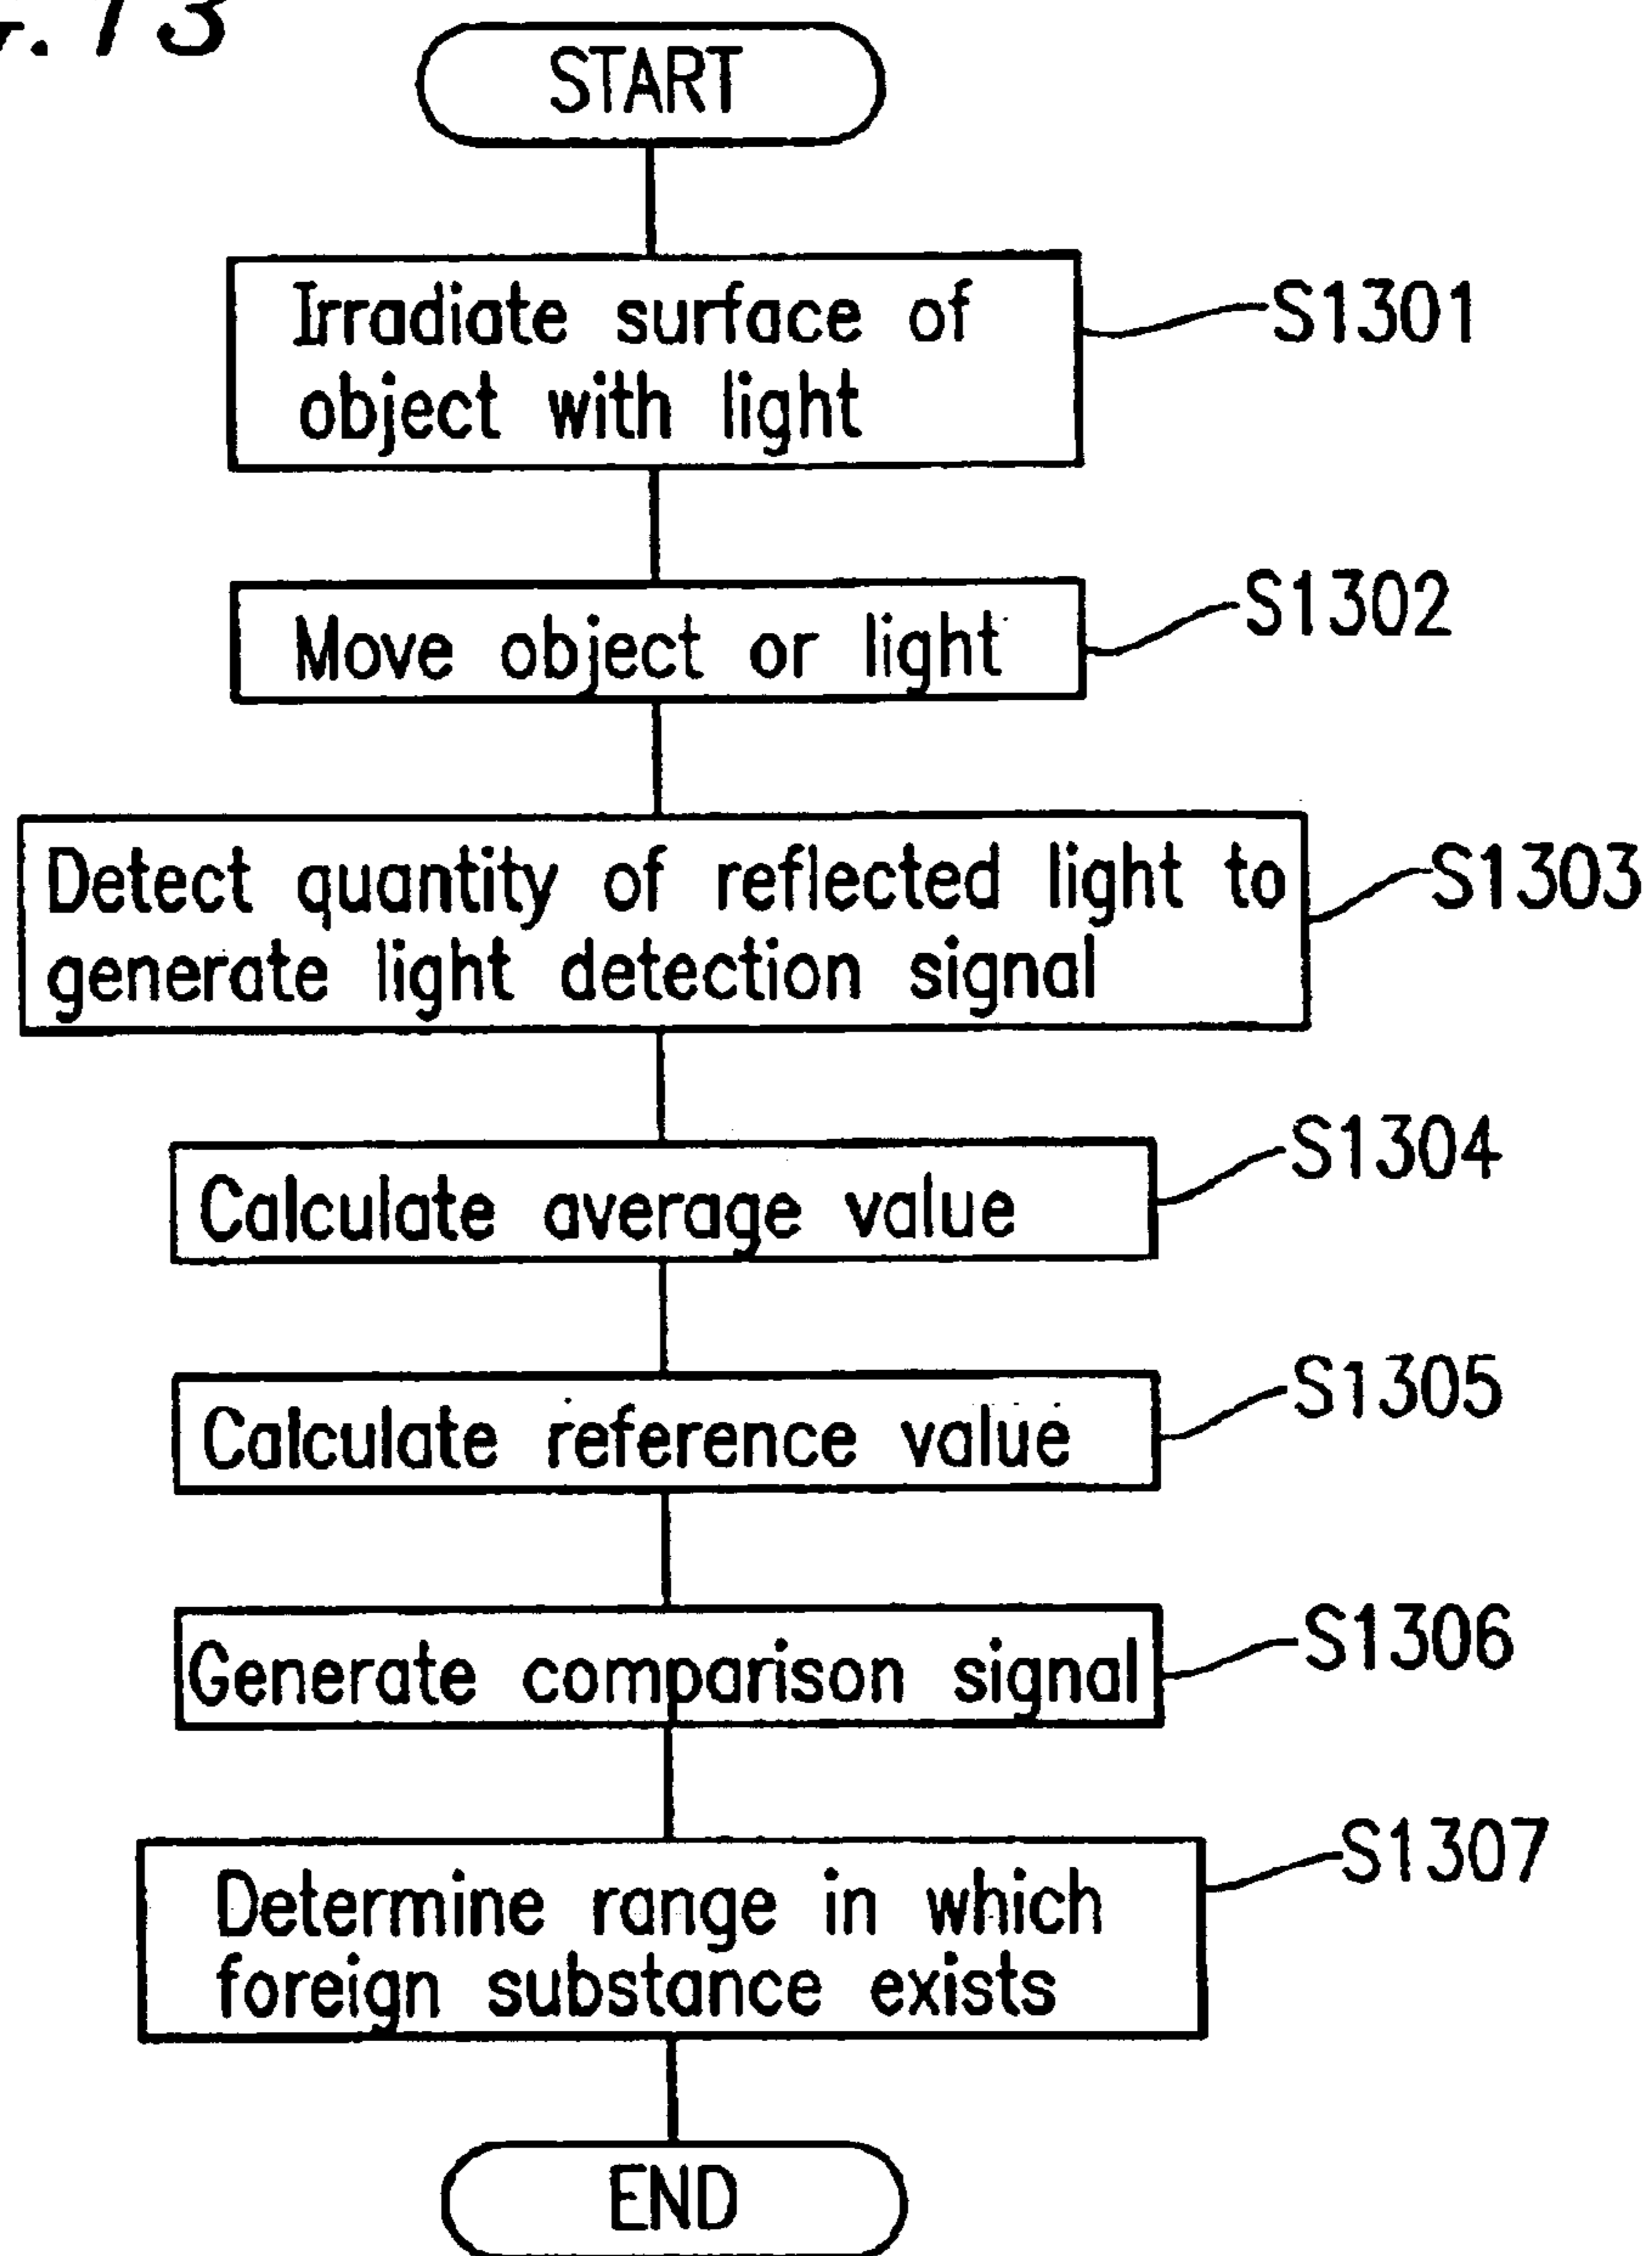 . 13
START
Irradiate surface of
object with light
S1301
Move object or light
S1302
Detect quantity of reflected light to
generate light detection signal
S1303
Calculate average value
S1304
Calculate reference value
S1305
Generate comparison signal
S1306
Determine range in which
foreign substance exists
S1307
END